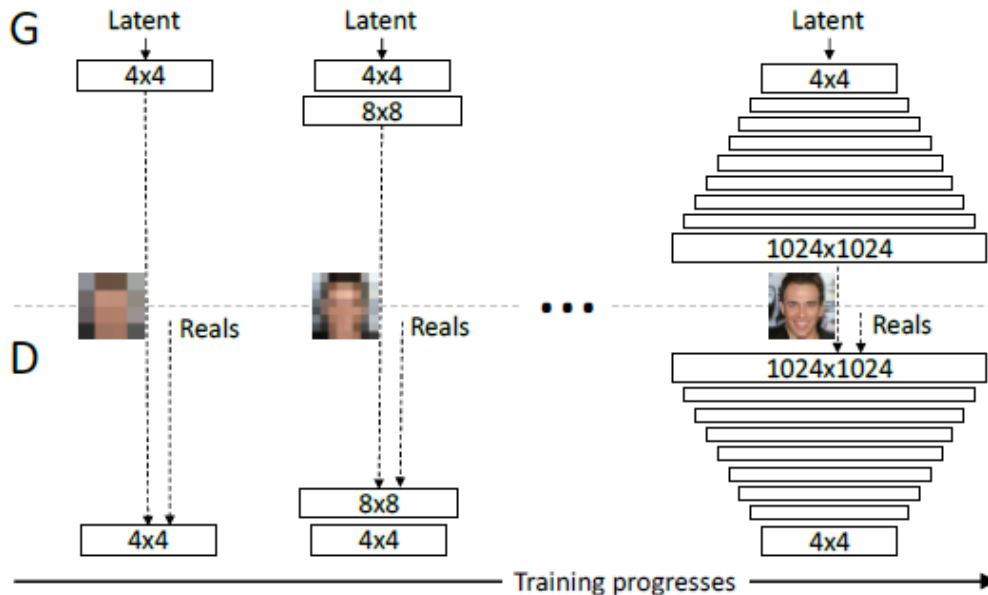 G
Latent
Latent
Latent
4x4
4x4
4x4
8x8
1024x1024
...
Reals
Reals
Reals
D
1024x1024
8x8
4x4
4x4
4x4
Training progresses